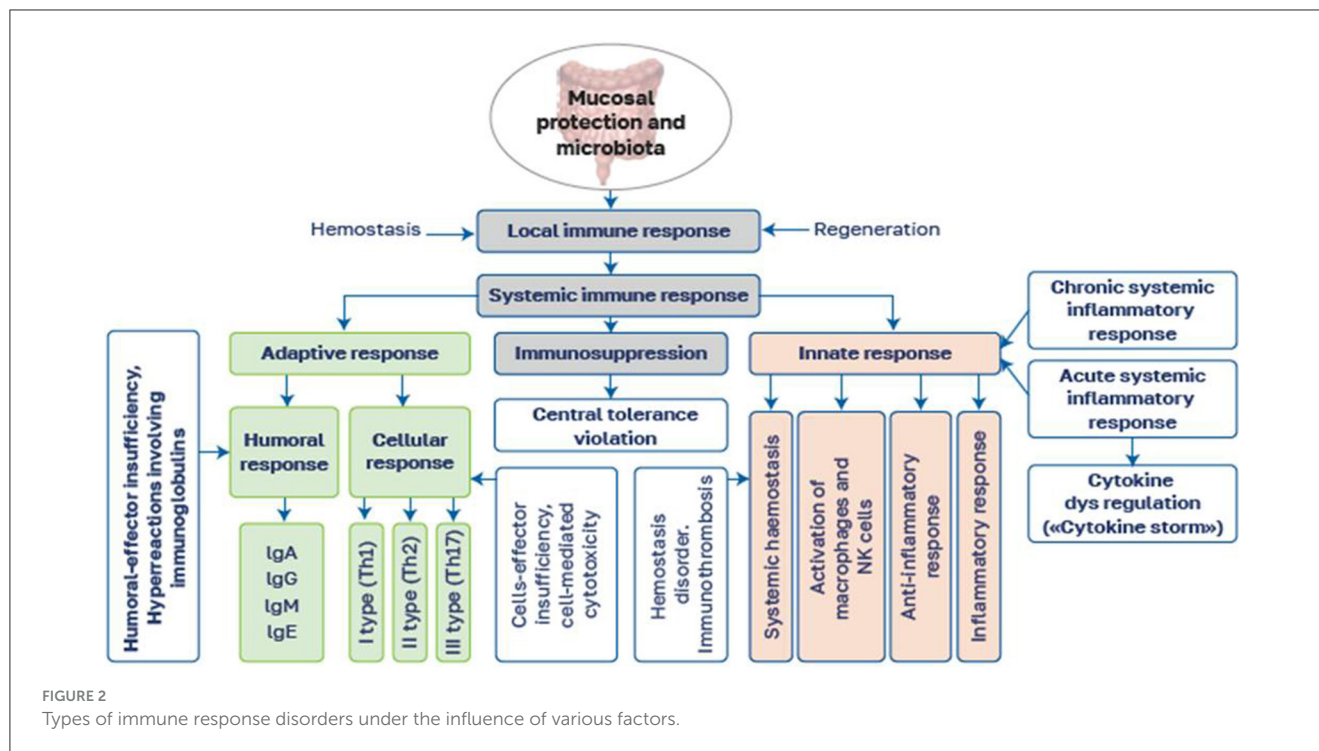 Mucosal
protection and
microbiota
Hemostasis
Local immune response
Regeneration
Systemic immune response
Chronic systemic
inflammatory
response
Adaptive response
Immunosuppression
Innate response
Acute systemic
inflammatory
response
Humoral-effector insufficiency,
Hyperreactions involving
immunoglobulins
Humoral
response
Cellular
response
Central tolerance
violation
Cytokine
dys regulation
(«Cytokine storm»)
IgA
IgG
IgM
IgE
I type (Th1)
II type (Th2)
III type (Th17)
Cells-effector
insufficiency,
cell-mediated
cytotoxicity
Hemostasis
disorder.
Immunothrombosis
Systemic haemostasis
Activation of
macrophages and
NK cells
Anti-inflammatory
response
Inflammatory response
FIGURE 2
Types of immune response disorders under the influence of various factors.